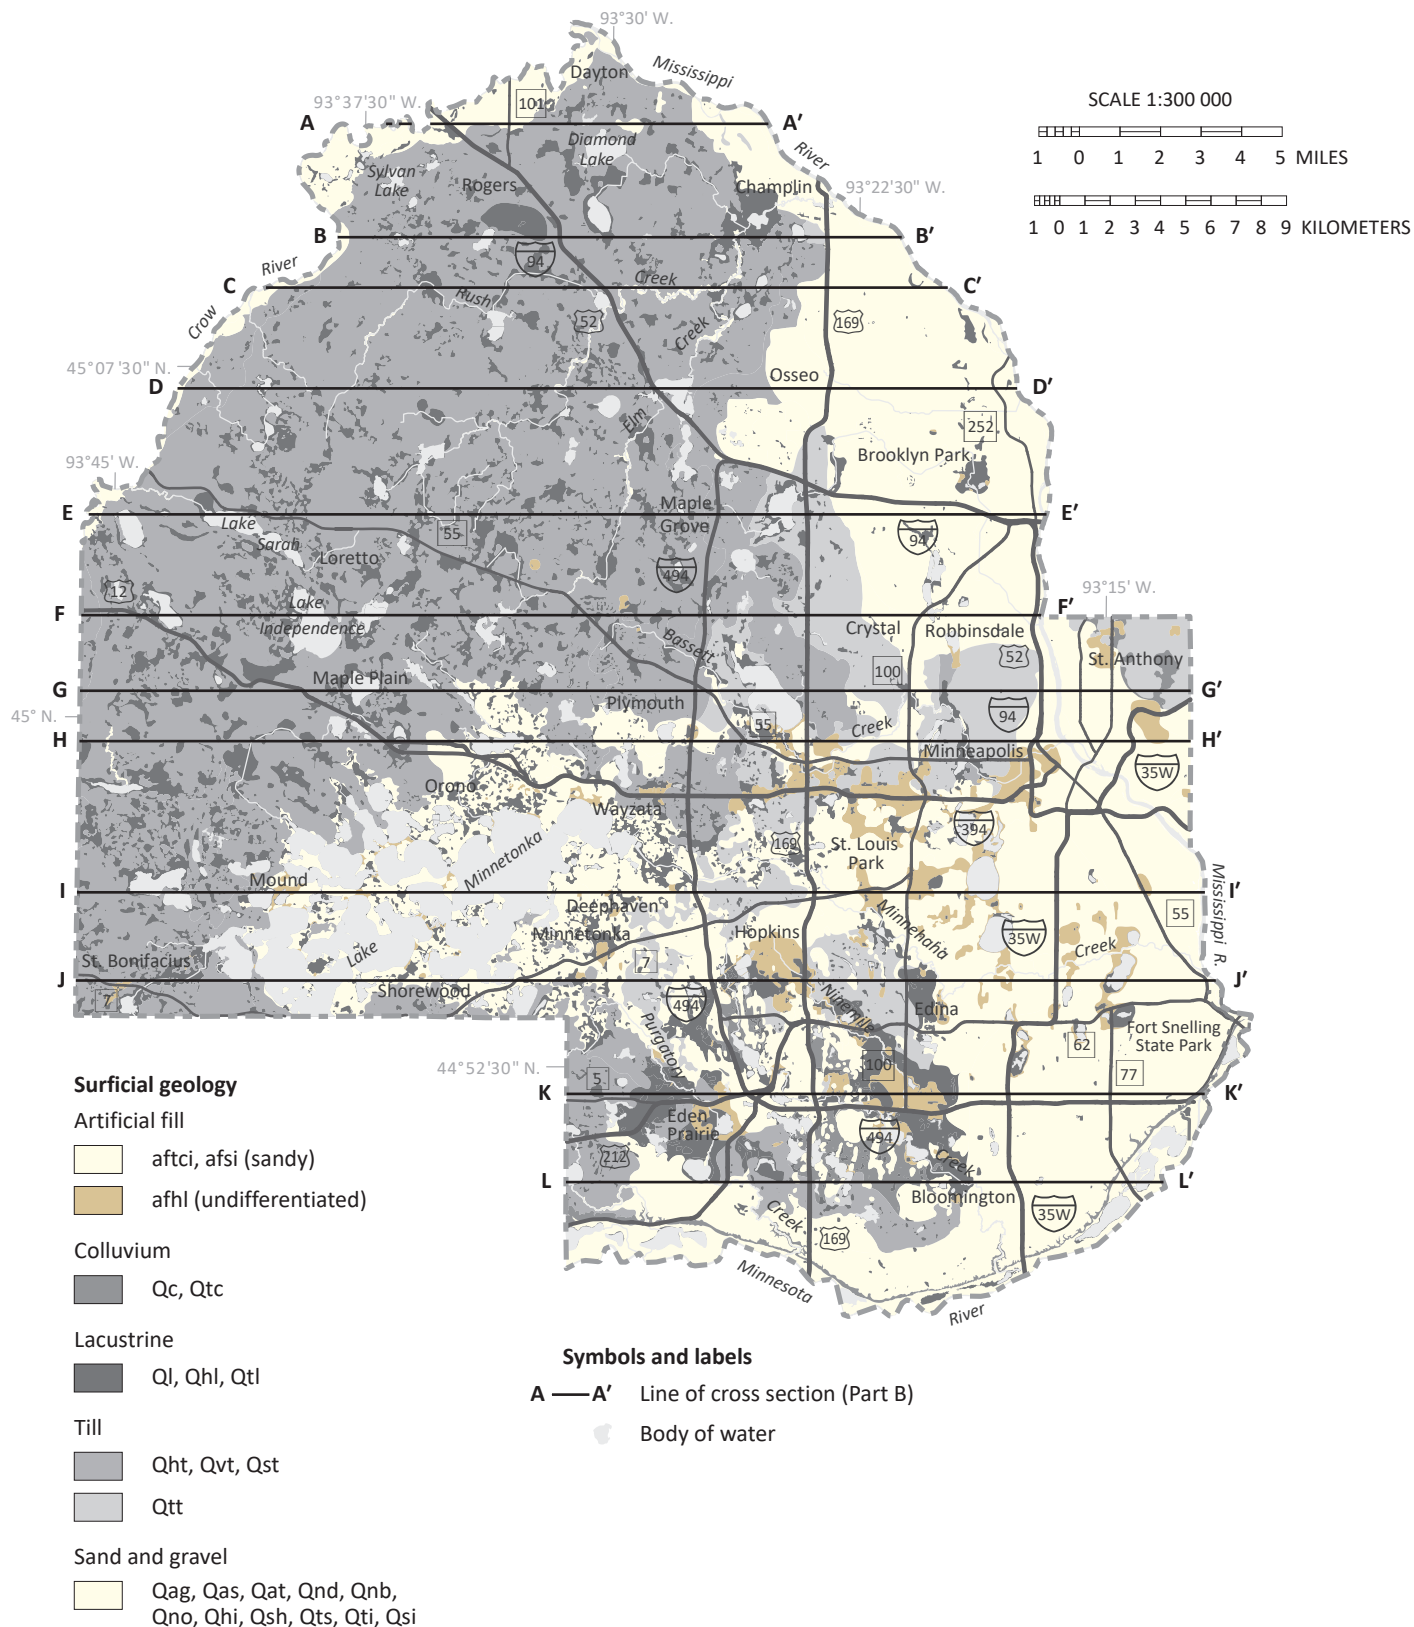 93°30' W.
Dayton
Mississippi
SCALE 1:300 000
93°37'30" W.
101
A
A′
Diamond
Lake
River
1 0 1 2 3 4 5 MILES
Sylvan
Lake
Rogers
Champlin
93°22'30" W.
1 0 1 2 3 4 5 6 7 8 9 KILOMETERS
B
B′
94
River
Creek
C
C′
Rush
Crow
52
Creek
169
45°07'30" N.
Osseo
D
D′
Elm
252
Brooklyn Park
93°45' W.
Maple
Grove
E
E′
Lake
Sarah
55
94
Loretto
494
12
93°15' W.
Lake
Independence
F
F′
Crystal
Robbinsdale
Bassett
52
St. Anthony
100
Maple Plain
G
G′
Plymouth
94
45° N.
55
Creek
H
H′
Minneapolis
35W
Orono
Wayzata
394
169
St. Louis
Park
Minnetonka
Mound
I
I′
Mississippi R.
Deephaven
55
Minnehaha
Minnetonka
Hopkins
35W
Creek
Lake
St. Bonifacius
7
J
J′
Shorewood
7
494
Ninemile
Edina
Purgatory
Fort Snelling
State Park
62
44°52'30" N.
5
100
77
K
K′
Eden
Prairie
494
212
Creek
L
L′
Bloomington
Creek
35W
169
Minnesota
River
Surficial geology
Artificial fill
aftci, afsi (sandy)
afhl (undifferentiated)
Colluvium
Qc, Qtc
Lacustrine
Ql, Qhl, Qtl
Till
Qht, Qvt, Qst
Qtt
Sand and gravel
Qag, Qas, Qat, Qnd, Qnb,
Qno, Qhi, Qsh, Qts, Qti, Qsi
Symbols and labels
A A′ Line of cross section (Part B)
Body of water